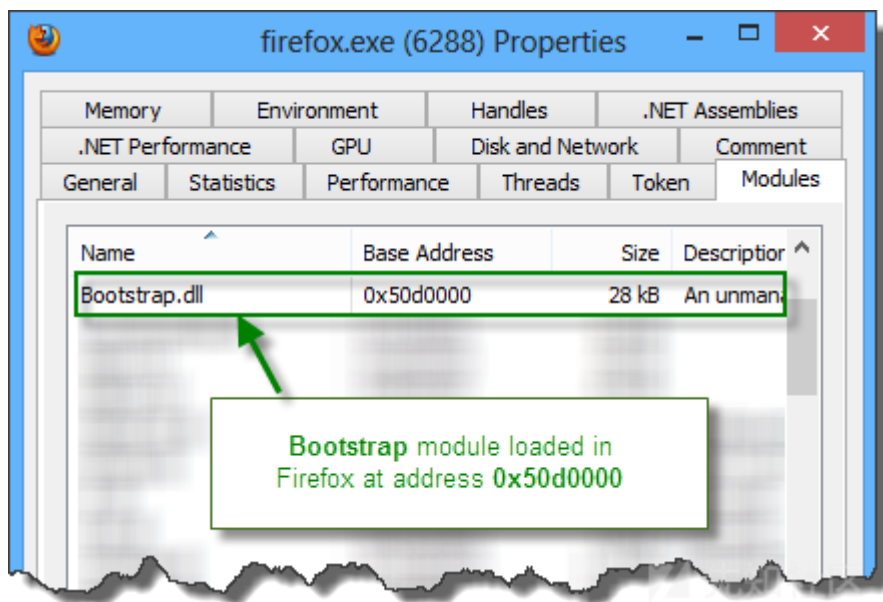 firefox.exe (6288) Properties
Memory Environment Handles .NET Assemblies
.NET Performance GPU Disk and Network Comment
General Statistics Performance Threads Token Modules
Name Base Address Size Description
Bootstrap.dll 0x50d0000 28 kB An unmana
Bootstrap module loaded in
Firefox at address 0x50d0000